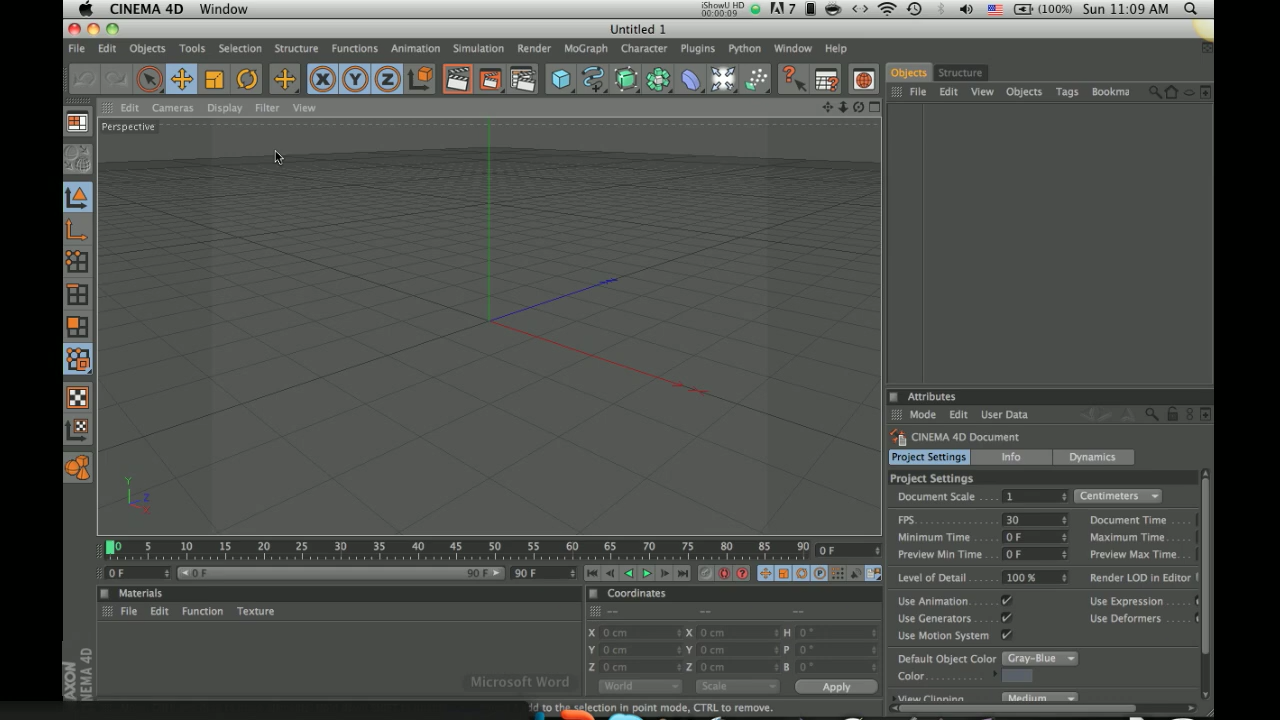 CINEMA 4D Window iShowU HD 00:00:09 7 (100%) Sun 11:09 AM
Untitled 1
File Edit Objects Tools Selection Structure Functions Animation Simulation Render MoGraph Character Plugins Python Window Help
X Y Z
Objects Structure
File Edit View Objects Tags Bookma
Edit Cameras Display Filter View
Perspective
Y
Z
X
Attributes
Mode Edit User Data
CINEMA 4D Document
Project Settings Info Dynamics
Project Settings
Document Scale . . . . 1 Centimeters
FPS. . . . . . . . . . . . . . . 30 Document Time . . . .
Minimum Time . . . . 0 F Maximum Time. . . .
Preview Min Time . . 0 F Preview Max Time. . .
Level of Detail . . . . . 100 % Render LOD in Editor
Use Animation. . . . . ✓ Use Expression . . . .
Use Generators. . . . ✓ Use Deformers. . . .
Use Motion System ✓
Default Object Color Gray-Blue
Color. . . . . . . . . . .
View Clipping . . . . . Medium
0 5 10 15 20 25 30 35 40 45 50 55 60 65 70 75 80 85 90 0 F
0 F 0 F 90 F 90 F
Materials
File Edit Function Texture
Coordinates
-- -- --
X 0 cm X 0 cm H 0 °
Y 0 cm Y 0 cm P 0 °
Z 0 cm Z 0 cm B 0 °
World Scale Apply
Microsoft Word
AXON
CINEMA 4D
to the selection in point mode, CTRL to remove.